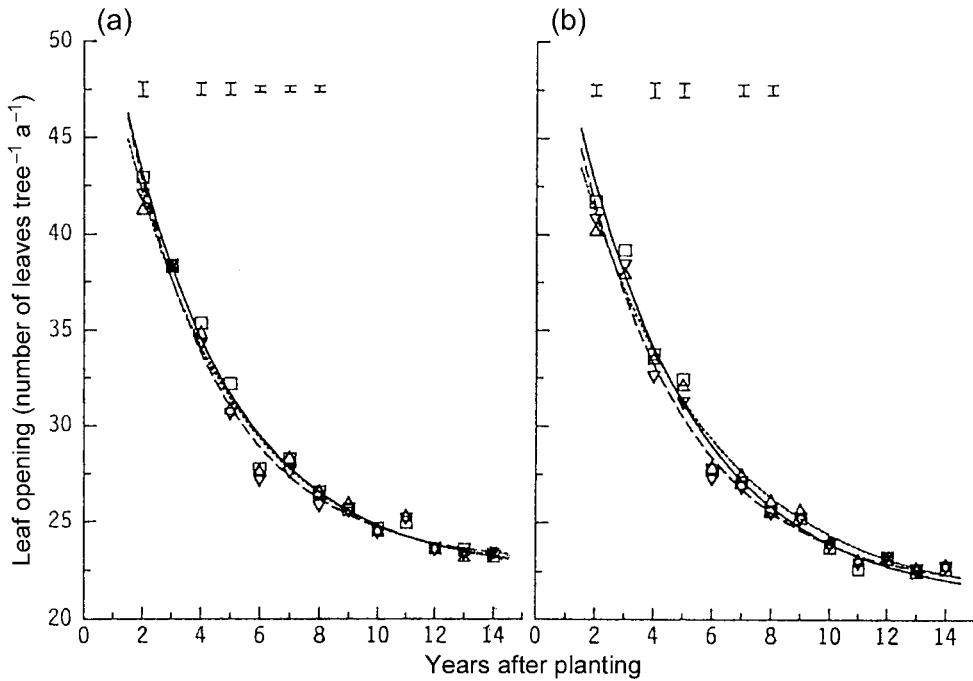 (a)
(b)
Leaf opening (number of leaves tree⁻¹ a⁻¹)
50
45
40
35
30
25
20
0 2 4 6 8 10 12 14
0 2 4 6 8 10 12 14
Years after planting